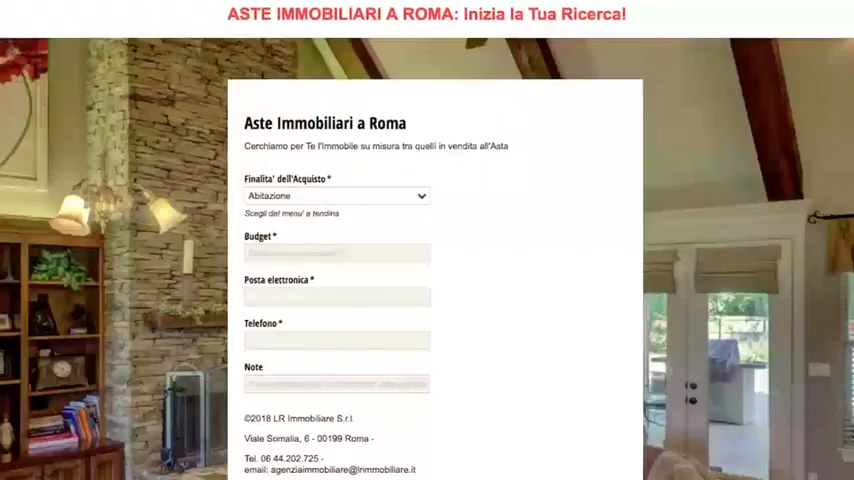 ASTE IMMOBILIARI A ROMA: Inizia la Tua Ricerca!
Aste Immobiliari a Roma
Cerchiamo per Te l'Immobile su misura tra quelli in vendita all'Asta
Finalita' dell'Acquisto *
Abitazione
Scegli dal menu' a tendina
Budget *
Posta elettronica *
Telefono *
Note
©2018 LR Immobiliare S.r.l
Viale Somalia, 6 - 00199 Roma -
Tel. 06 44.202.725 -
email: agenziaimmobiliare@lrimmobiliare.it